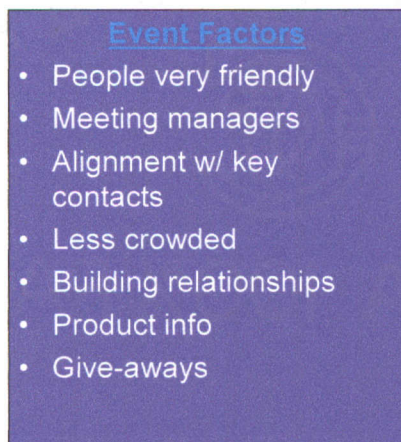 Event Factors
• People very friendly
• Meeting managers
• Alignment w/ key
contacts
• Less crowded
• Building relationships
• Product info
• Give-aways